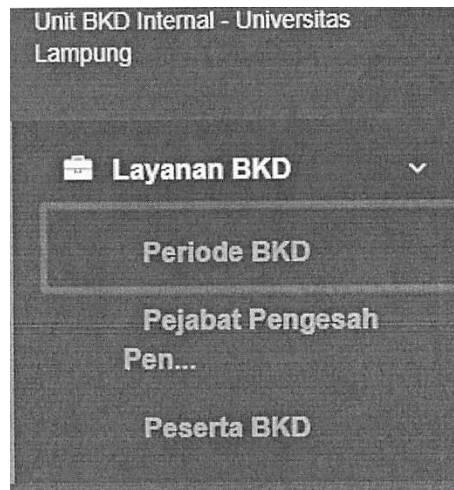 Unit BKD Internal - Universitas
Lampung
Layanan BKD
Periode BKD
Pejabat Pengesah
Pen...
Peserta BKD